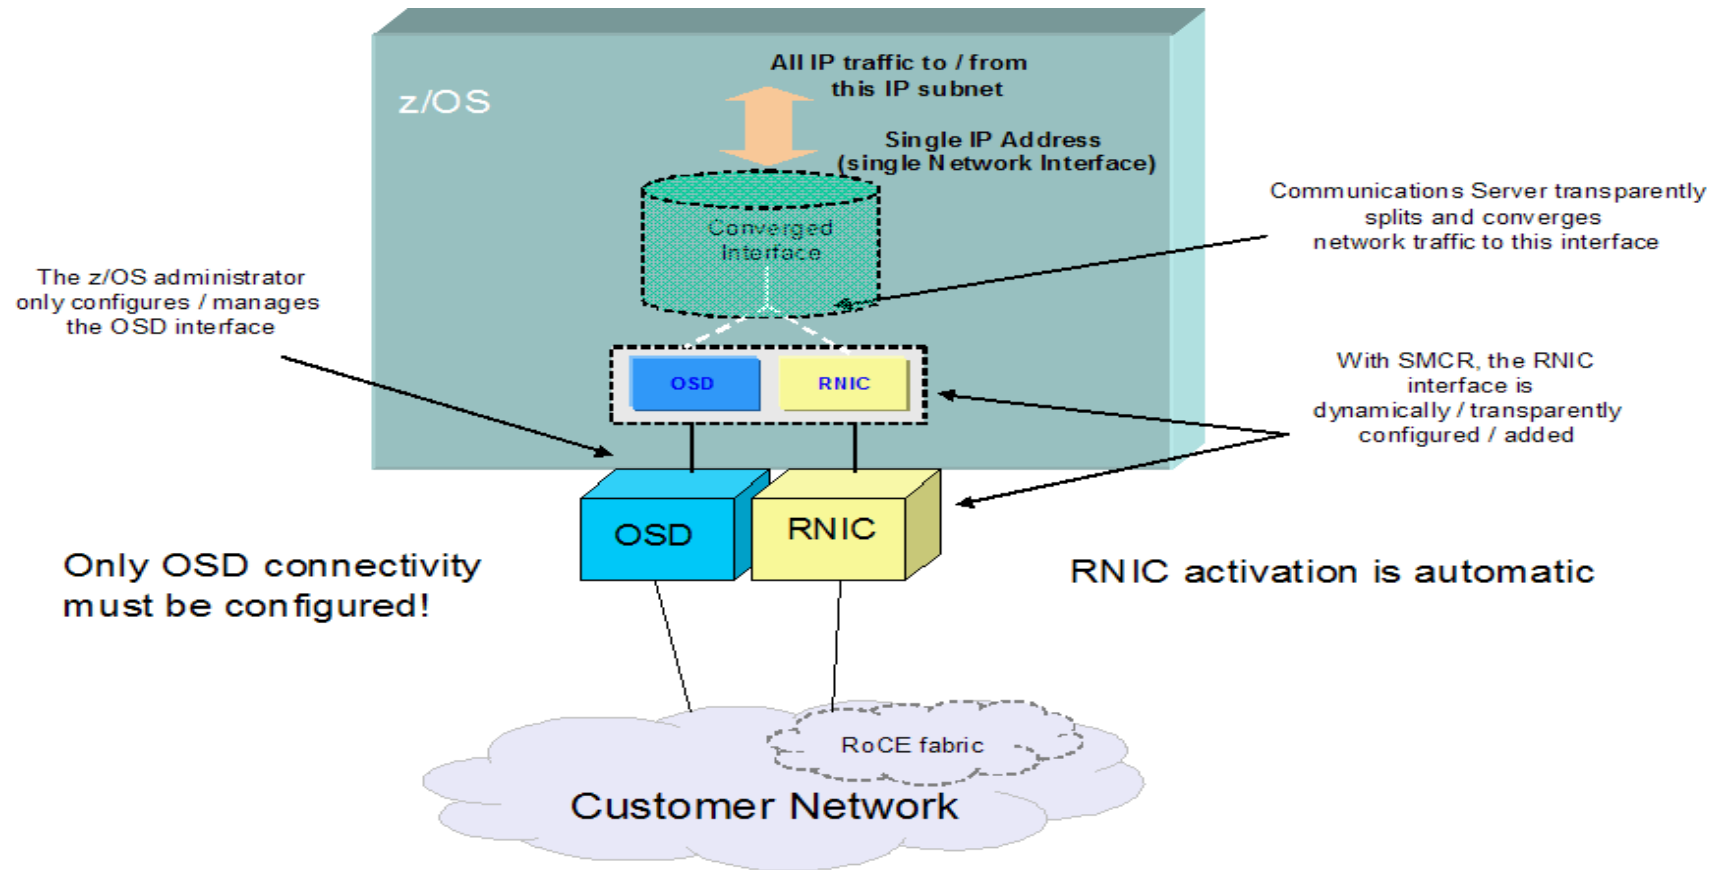 All IP traffic to / from
this IP subnet
z/OS
Single IP Address
(single Network Interface)
Communications Server transparently
splits and converges
network traffic to this interface
Converged
Interface
The z/OS administrator
only configures / manages
the OSD interface
OSD
RNIC
With SMCR, the RNIC
interface is
dynamically / transparently
configured / added
OSD
RNIC
Only OSD connectivity
must be configured!
RNIC activation is automatic
RoCE fabric
Customer Network